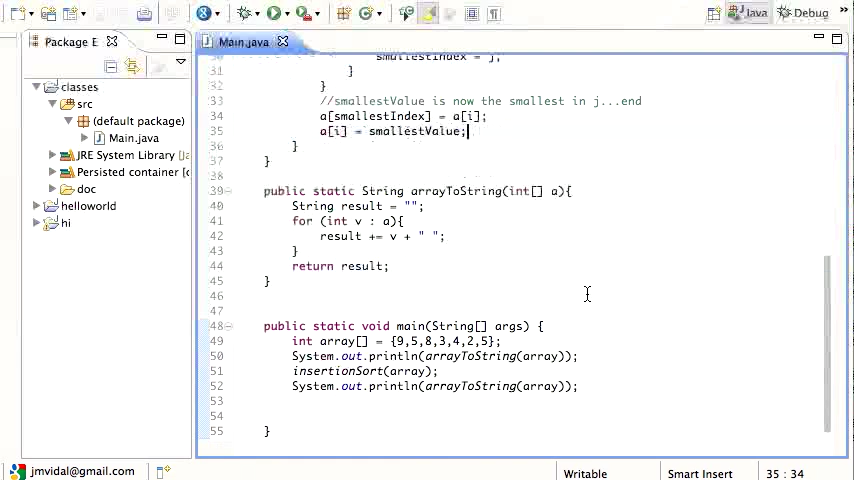 Java
Debug
Package E
Main.java
classes
src
(default package)
Main.java
JRE System Library [Ja
Persisted container [c
doc
helloworld
hi
30 smallestIndex = j;
31 }
32 }
33 //smallestValue is now the smallest in j...end
34 a[smallestIndex] = a[i];
35 a[i] = smallestValue;
36 }
37 }
38
39 public static String arrayToString(int[] a){
40 String result = "";
41 for (int v : a){
42 result += v + " ";
43 }
44 return result;
45 }
46
47
48 public static void main(String[] args) {
49 int array[] = {9,5,8,3,4,2,5};
50 System.out.println(arrayToString(array));
51 insertionSort(array);
52 System.out.println(arrayToString(array));
53
54
55 }
jmvidal@gmail.com
Writable
Smart Insert
35 : 34